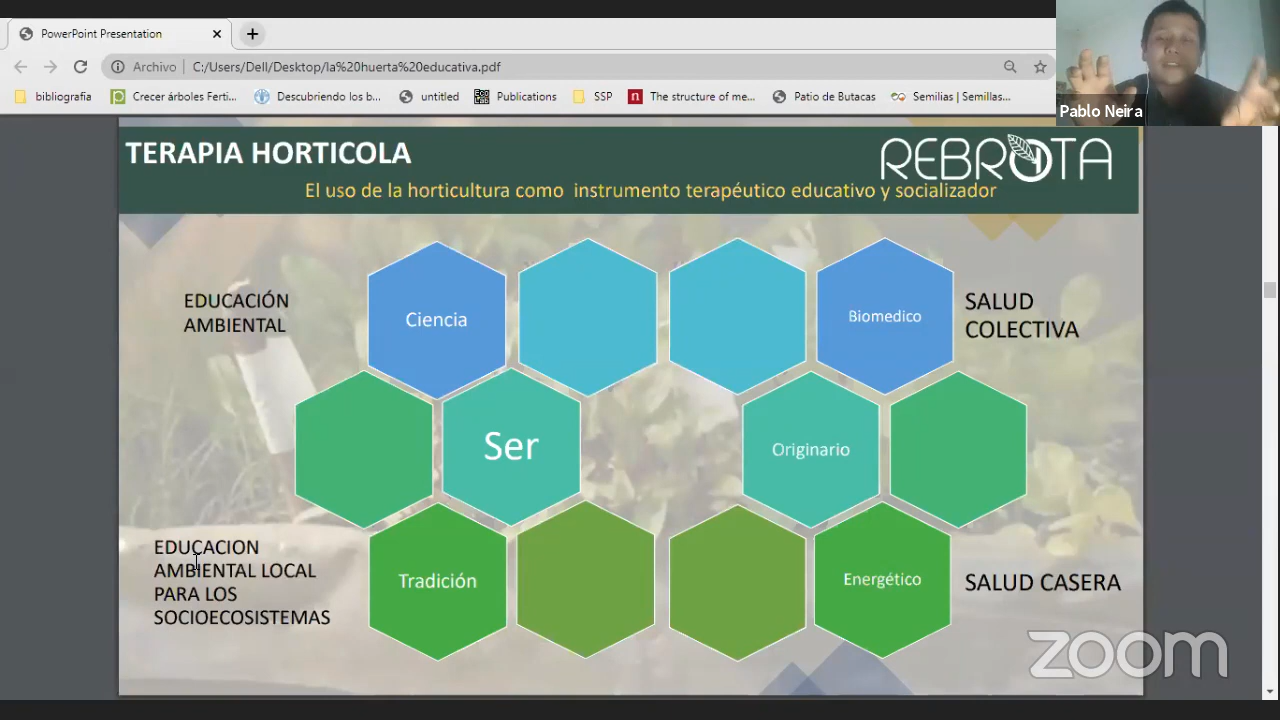 PowerPoint Presentation
Archivo
C:/Users/Dell/Desktop/la%20huerta%20educativa.pdf
bibliografia
Crecer árboles Ferti...
Descubriendo los b...
untitled
Publications
SSP
The structure of me...
Patio de Butacas
Semilias | Semillas...
Pablo Neira
TERAPIA HORTICOLA
REBROTA
El uso de la horticultura como instrumento terapéutico educativo y socializador
EDUCACIÓN
AMBIENTAL
Ciencia
Biomedico
SALUD
COLECTIVA
Ser
Originario
EDUCACION
AMBIENTAL LOCAL
PARA LOS
SOCIOECOSISTEMAS
Tradición
Energético
SALUD CASERA
zoom